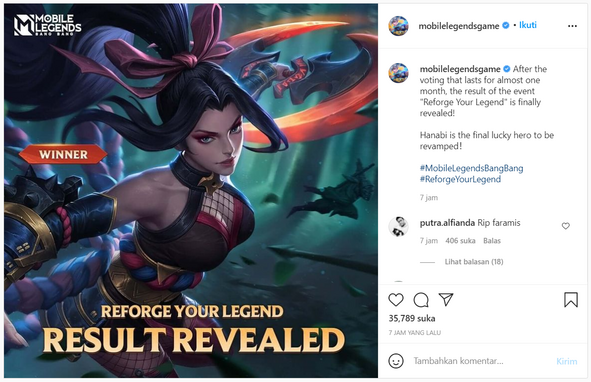 MOBILE
LEGENDS
BANG BANG
WINNER
REFORGE YOUR LEGEND
RESULT REVEALED
mobilelegendsgame • Ikuti
mobilelegendsgame After the
voting that lasts for almost one
month, the result of the event
"Reforge Your Legend" is finally
revealed!
Hanabi is the final lucky hero to be
revamped!
#MobileLegendsBangBang
#ReforgeYourLegend
7 jam
putra.alfianda Rip faramis
7 jam 406 suka Balas
Lihat balasan (18)
35,789 suka
7 JAM YANG LALU
Tambahkan komentar... Kirim